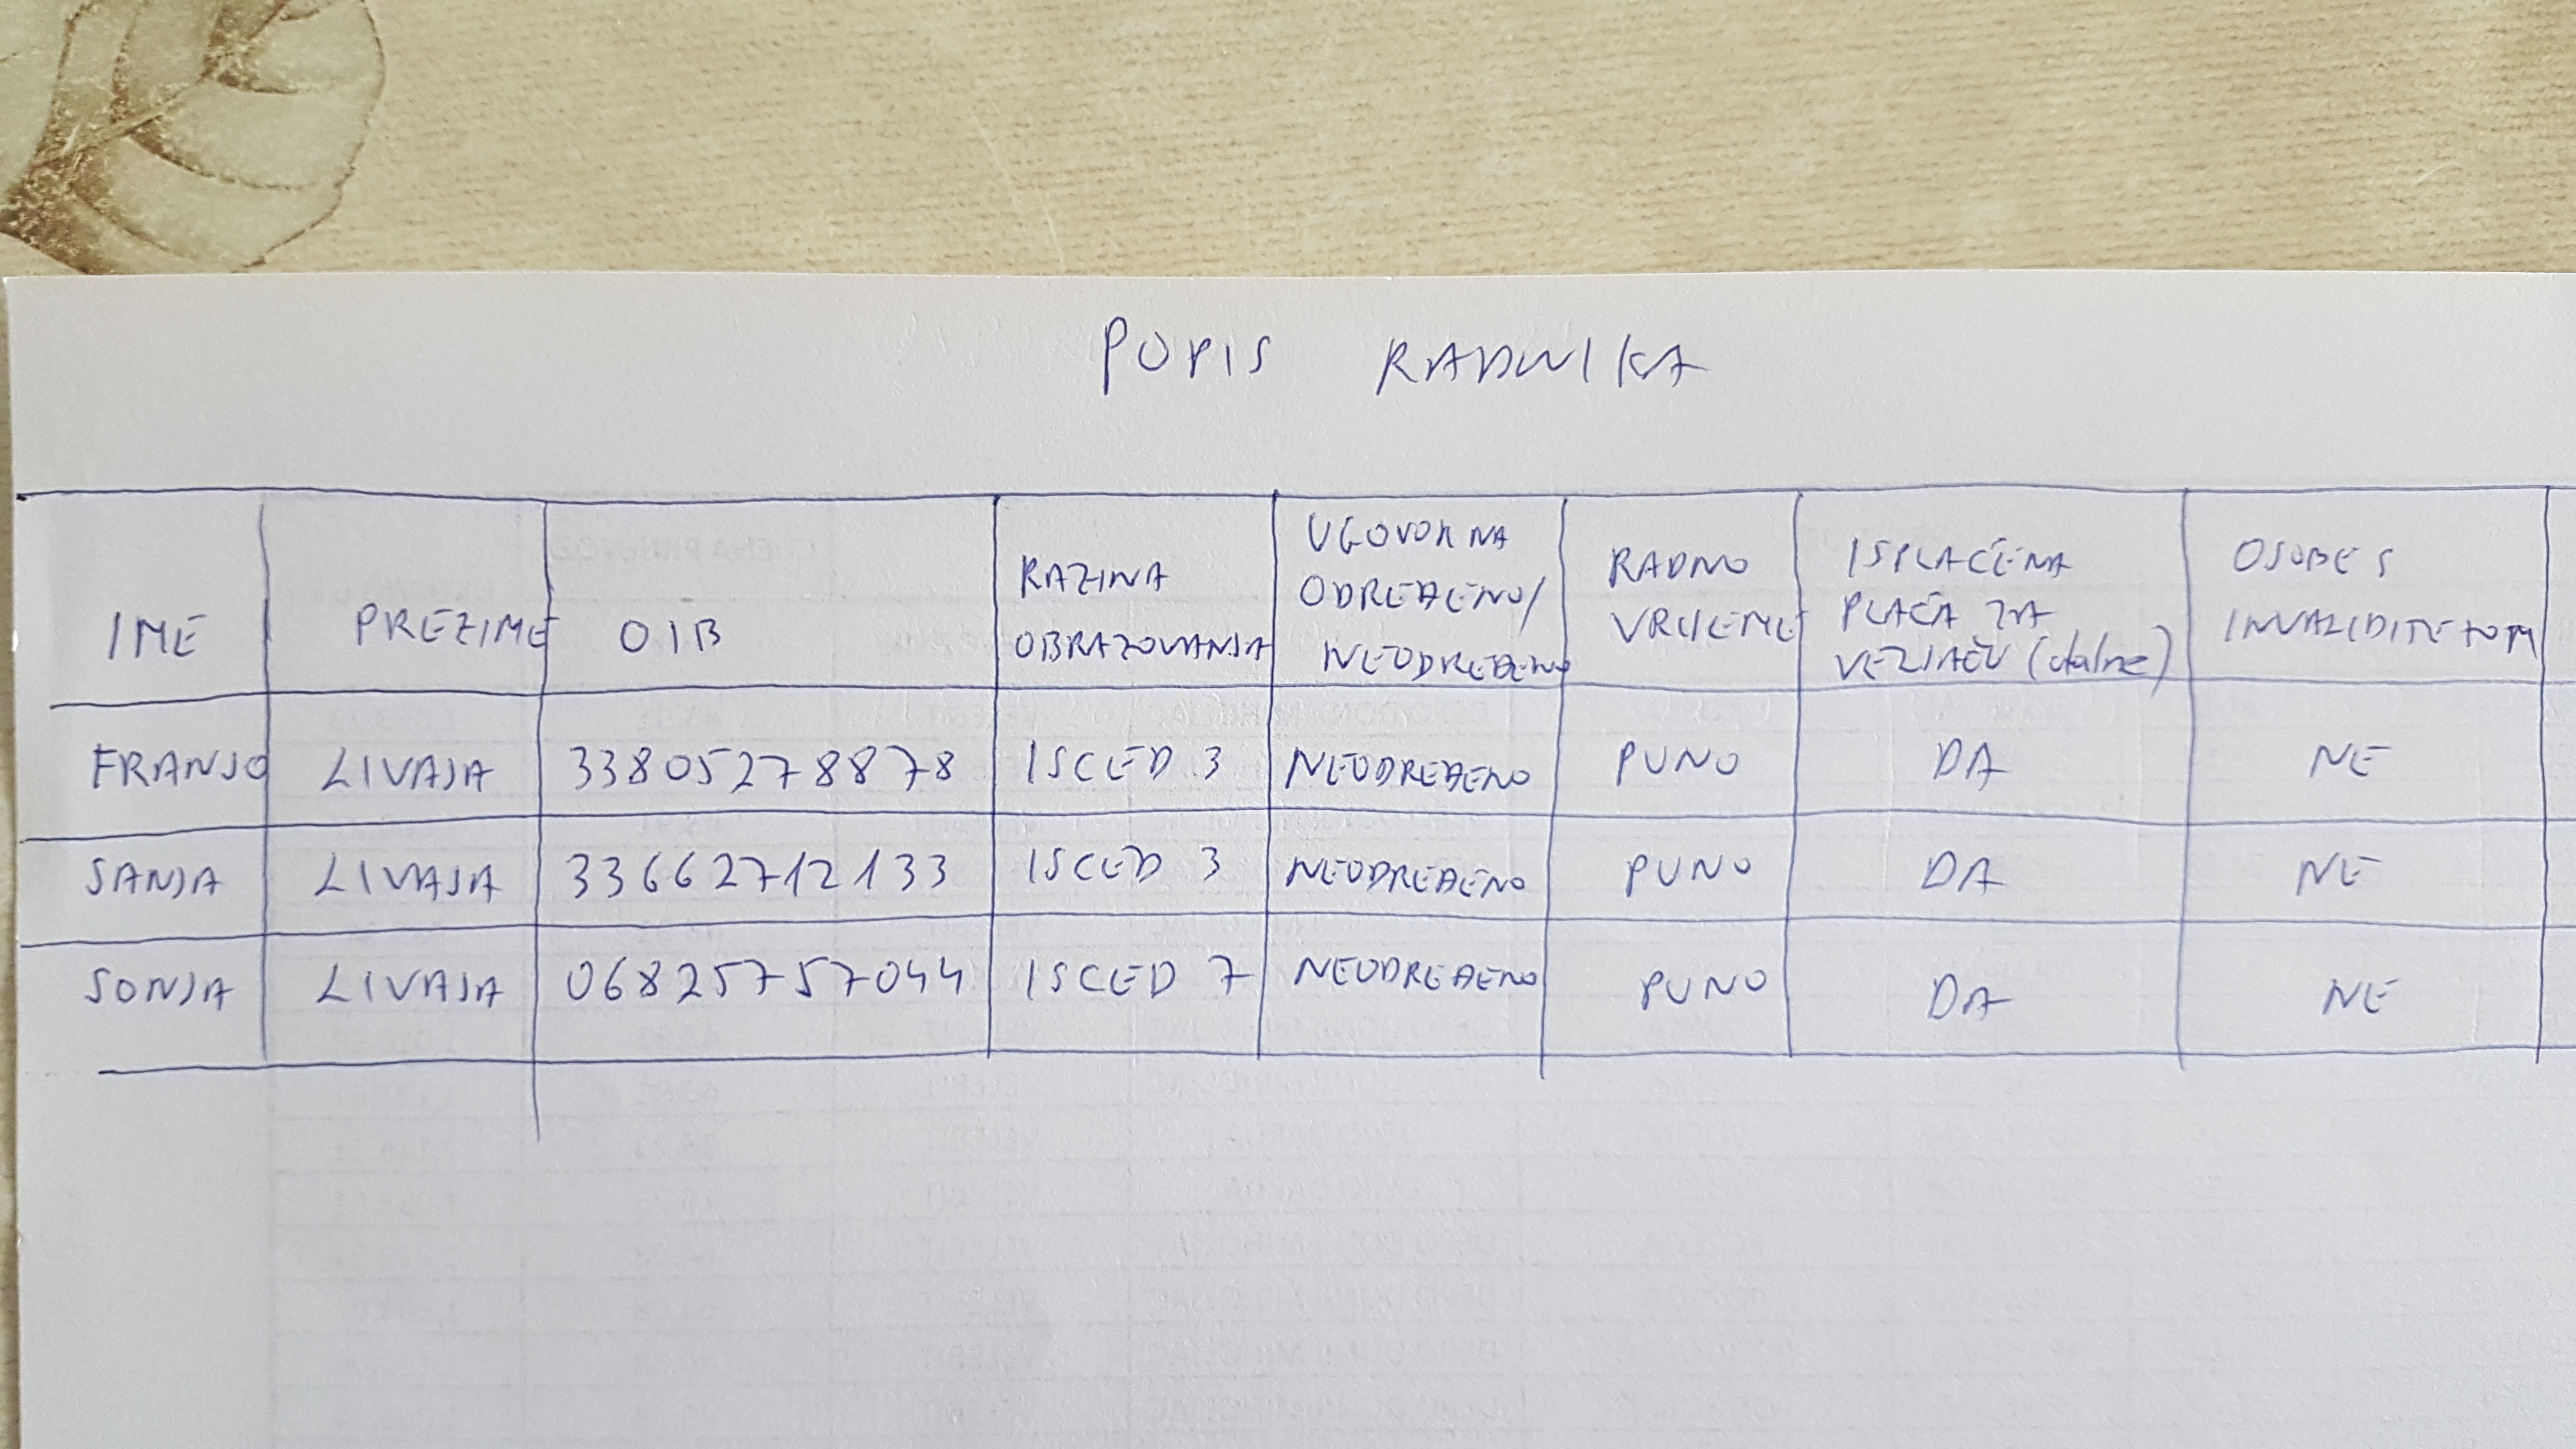 POPIS RADNIKA
IME PREZIME OIB RAZINA OBRAZOVANJA UGOVOR NA ODREĐENO/ NEODREĐENO RADNO VRIJEME ISPLAĆENA PLAĆA ZA VELJAČU OSOBE S INVALIDITETOM
FRANJO LIVAJA 33805278878 ISCED 3 NEODREĐENO PUNO DA NE
SANJA LIVAJA 33662712133 ISCED 3 NEODREĐENO PUNO DA NE
SONJA LIVAJA 06825757044 ISCED 7 NEODREĐENO PUNO DA NE